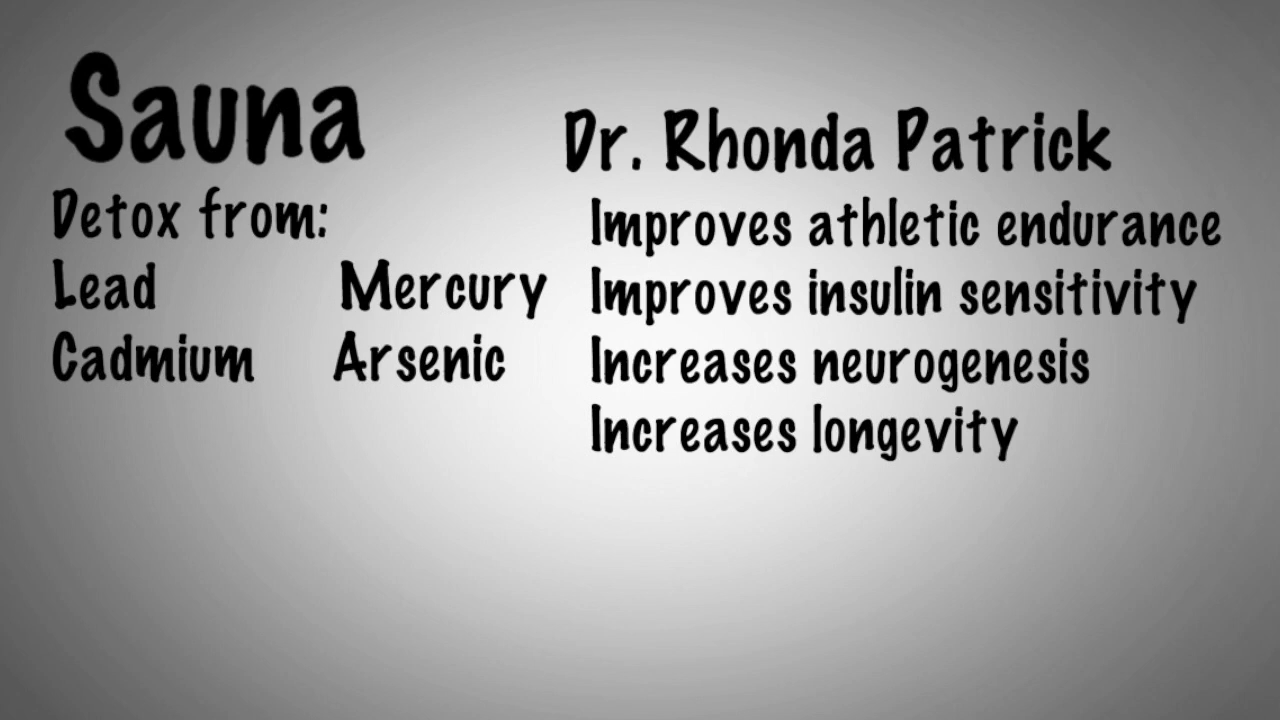 Sauna
Detox from:
Lead Mercury
Cadmium Arsenic
Dr. Rhonda Patrick
Improves athletic endurance
Improves insulin sensitivity
Increases neurogenesis
Increases longevity